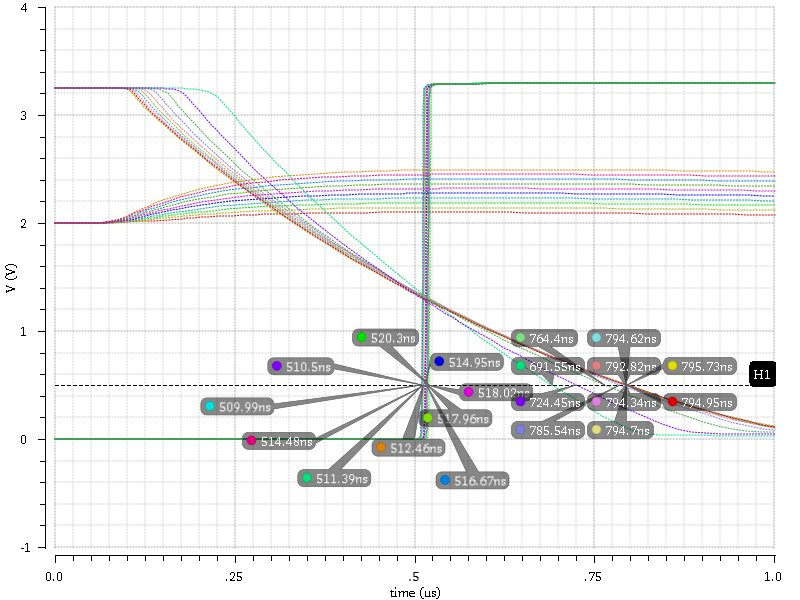 4
3
2
1
0
-1
V (V)
520.3ns
510.5ns
514.95ns
509.99ns
518.02ns
517.96ns
514.48ns
512.46ns
511.39ns
516.67ns
764.4ns
794.62ns
691.55ns
792.82ns
795.73ns
724.45ns
794.34ns
794.95ns
785.54ns
794.7ns
H1
0.0
.25
.5
.75
1.0
time (us)